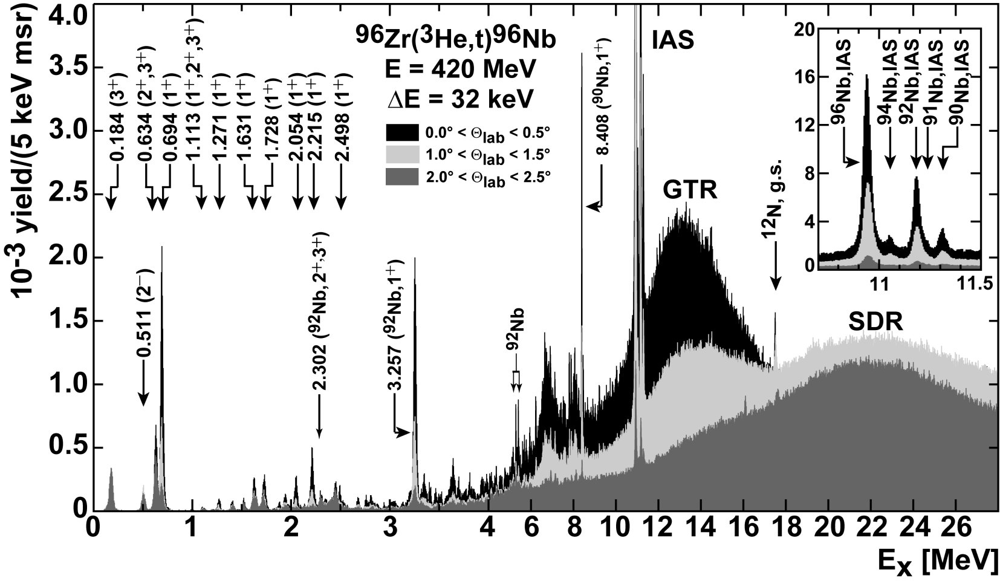 10⁻³ yield/(5 keV msr)
4.0
3.5
3.0
2.5
2.0
1.5
1.0
0.5
0
0.184 (3⁺)
0.634 (2⁺,3⁺)
0.694 (1⁺)
1.113 (1⁺,2⁺,3⁺)
1.271 (1⁺)
1.631 (1⁺)
1.728 (1⁺)
2.054 (1⁺)
2.215 (1⁺)
2.498 (1⁺)
⁹⁶Zr(³He,t)⁹⁶Nb
E = 420 MeV
ΔE = 32 keV
0.0° < Θlab < 0.5°
1.0° < Θlab < 1.5°
2.0° < Θlab < 2.5°
0.511 (2⁻)
2.302 (⁹²Nb,2⁺,3⁺)
3.257 (⁹²Nb,1⁺)
⁹²Nb
8.408 (⁹⁰Nb,1⁺)
IAS
GTR
12N, g.s.
SDR
20
16
12
8
4
0
⁹⁶Nb,IAS
⁹⁴Nb,IAS
⁹²Nb,IAS
⁹¹Nb,IAS
⁹⁰Nb,IAS
11 11.5
0 1 2 3 4 6 8 10 12 14 16 18 20 22 24 26
Ex [MeV]